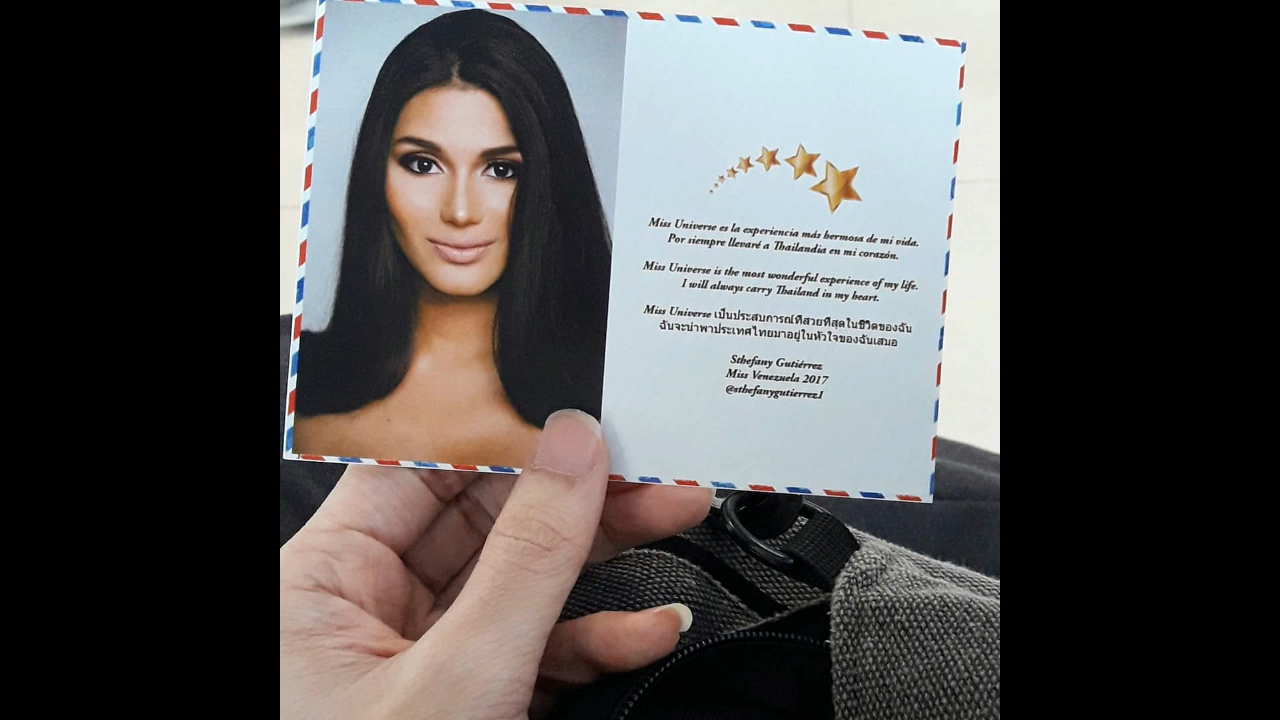 Miss Universe es la experiencia más hermosa de mi vida.
Por siempre llevaré a Thailandia en mi corazón.
Miss Universe is the most wonderful experience of my life.
I will always carry Thailand in my heart.
Miss Universe เป็นประสบการณ์ที่สวยที่สุดในชีวิตของฉัน
ฉันจะนำพาประเทศไทยมาอยู่ในหัวใจของฉันเสมอ
Sthefany Gutiérrez
Miss Venezuela 2017
@sthefanygutierrez1